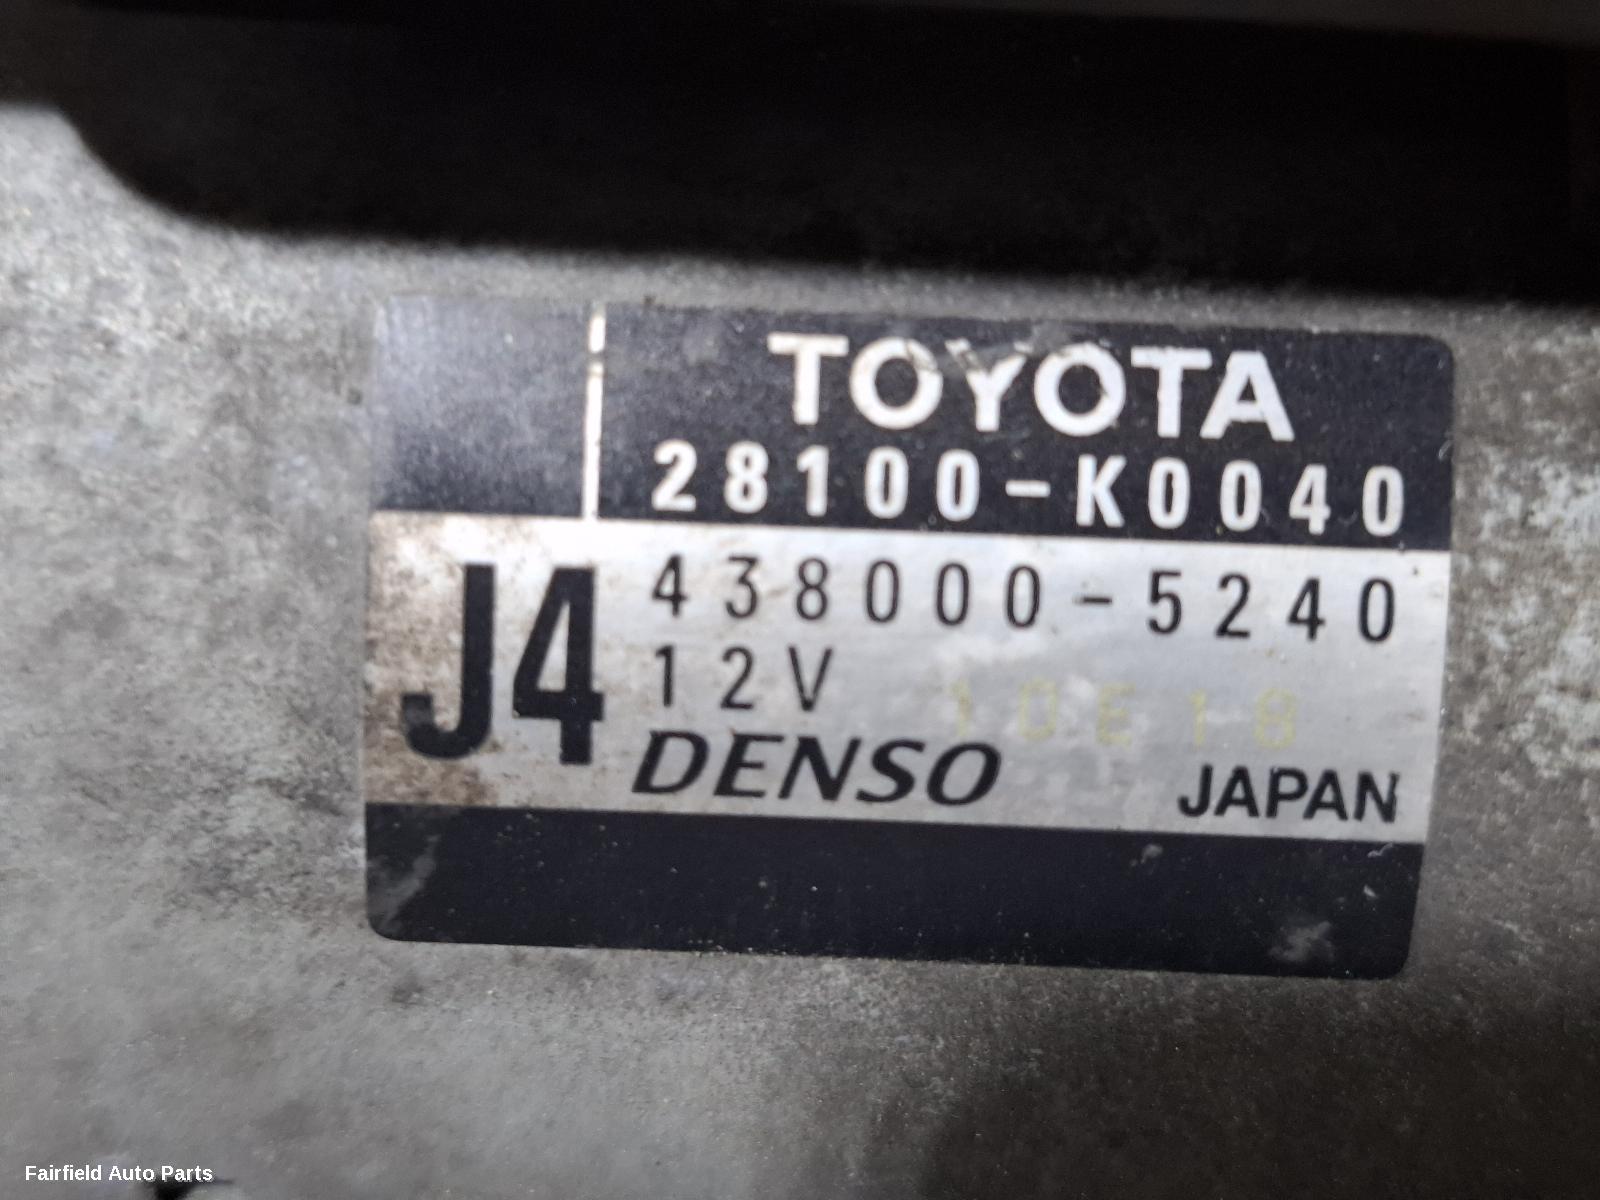 TOYOTA
28100-K0040
J4
438000-5240
12V
10E18
DENSO
JAPAN
Fairfield Auto Parts